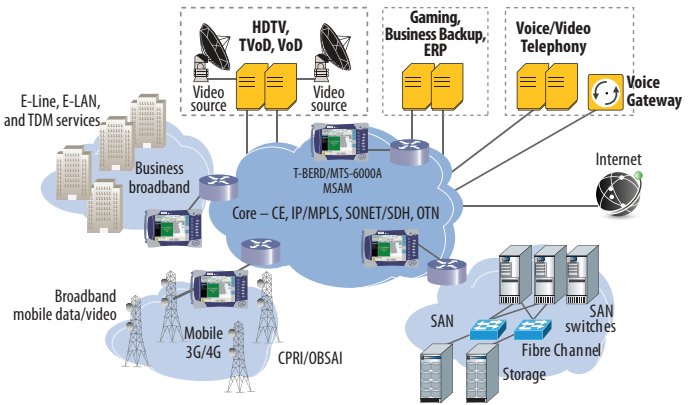 HDTV,
TVoD, VoD
Video
source
Video
source
Gaming,
Business Backup,
ERP
Voice/Video
Telephony
Voice
Gateway
E-Line, E-LAN,
and TDM services
Business
broadband
T-BERD/MTS-6000A
MSAM
Internet
Core – CE, IP/MPLS, SONET/SDH, OTN
Broadband
mobile data/video
Mobile
3G/4G
CPRI/OBSAI
SAN
SAN
switches
Fibre Channel
Storage